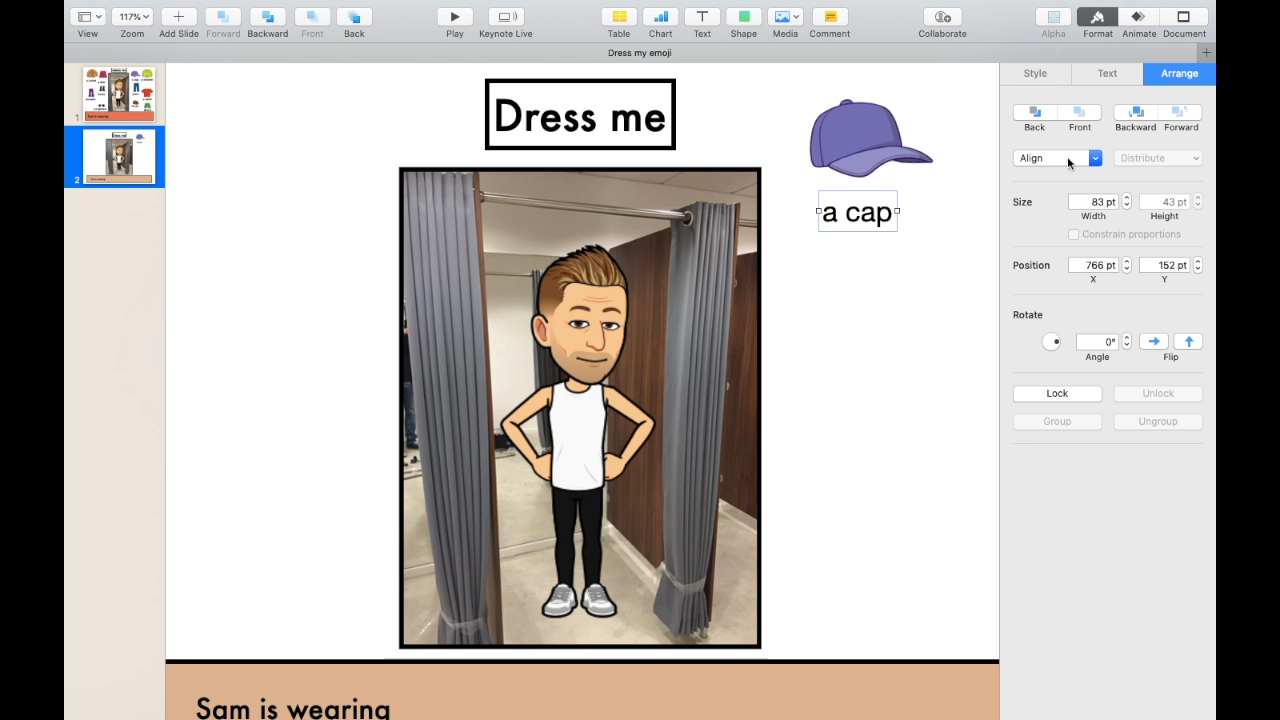 117%
View Zoom Add Slide Forward Backward Front Back Play Keynote Live Table Chart Text Shape Media Comment Collaborate Alpha Format Animate Document
Dress my emoji
Style Text Arrange
Dress me
Back Front Backward Forward
Align Distribute
1
2
a cap
Size 83 pt 43 pt
Width Height
Constrain proportions
Position 766 pt 152 pt
X Y
Rotate
0°
Angle Flip
Lock Unlock
Group Ungroup
Sam is wearing